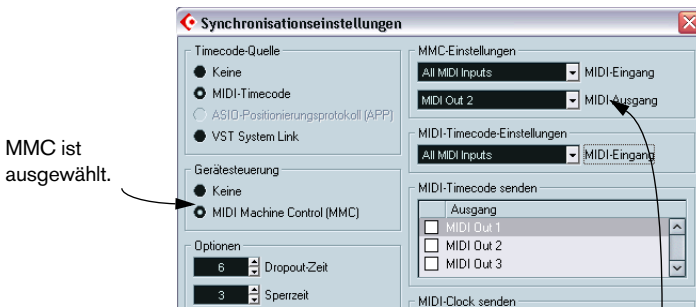 Synchronisationseinstellungen
Timecode-Quelle
Keine
MIDI-Timecode
ASIO-Positionierungsprotokoll (APP)
VST System Link
MMC ist
ausgewählt.
Gerätesteuerung
Keine
MIDI Machine Control (MMC)
Optionen
6 Dropout-Zeit
3 Sperrzeit
MMC-Einstellungen
All MIDI Inputs MIDI-Eingang
MIDI Out 2 MIDI-Ausgang
MIDI-Timecode-Einstellungen
All MIDI Inputs MIDI-Eingang
MIDI-Timecode senden
Ausgang
MIDI Out 1
MIDI Out 2
MIDI Out 3
MIDI-Clock senden